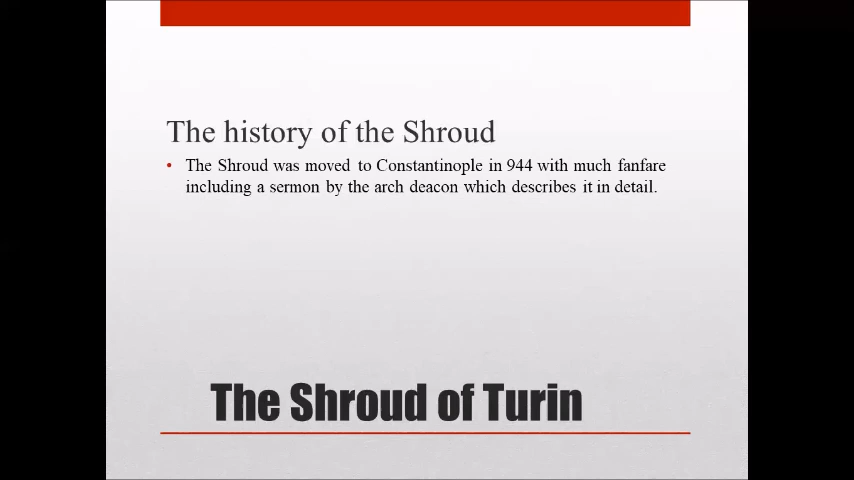 The history of the Shroud
• The Shroud was moved to Constantinople in 944 with much fanfare
including a sermon by the arch deacon which describes it in detail.
The Shroud of Turin